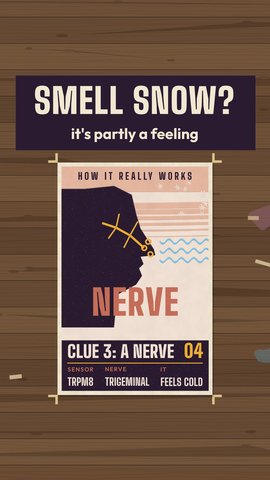 SMELL SNOW?
it's partly a feeling
HOW IT REALLY WORKS
NERVE
CLUE 3: A NERVE 04
SENSOR NERVE IT
TRPM8 TRIGEMINAL FEELS COLD